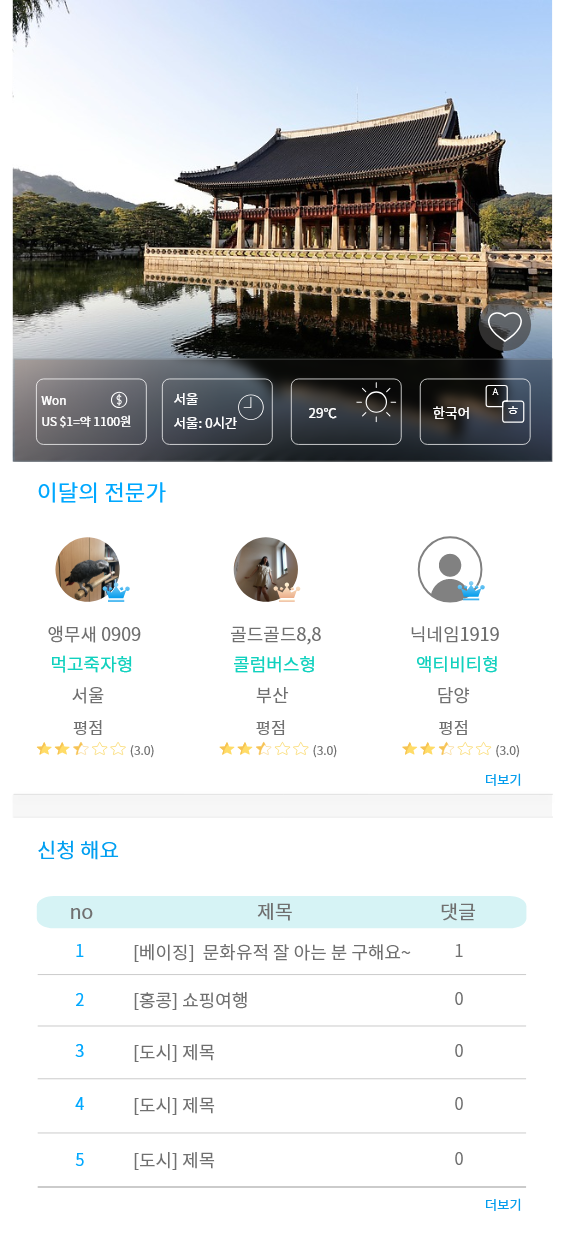 Won
US $1=약 1100원
서울
서울: 0시간
29℃
한국어
A
ㅎ
이달의 전문가
앵무새 0909
골드골드8,8
닉네임1919
먹고죽자형
콜럼버스형
액티비티형
서울
부산
담양
평점
평점
평점
(3.0)
(3.0)
(3.0)
더보기
신청 해요
no 제목 댓글
1 [베이징] 문화유적 잘 아는 분 구해요~ 1
2 [홍콩] 쇼핑여행 0
3 [도시] 제목 0
4 [도시] 제목 0
5 [도시] 제목 0
더보기